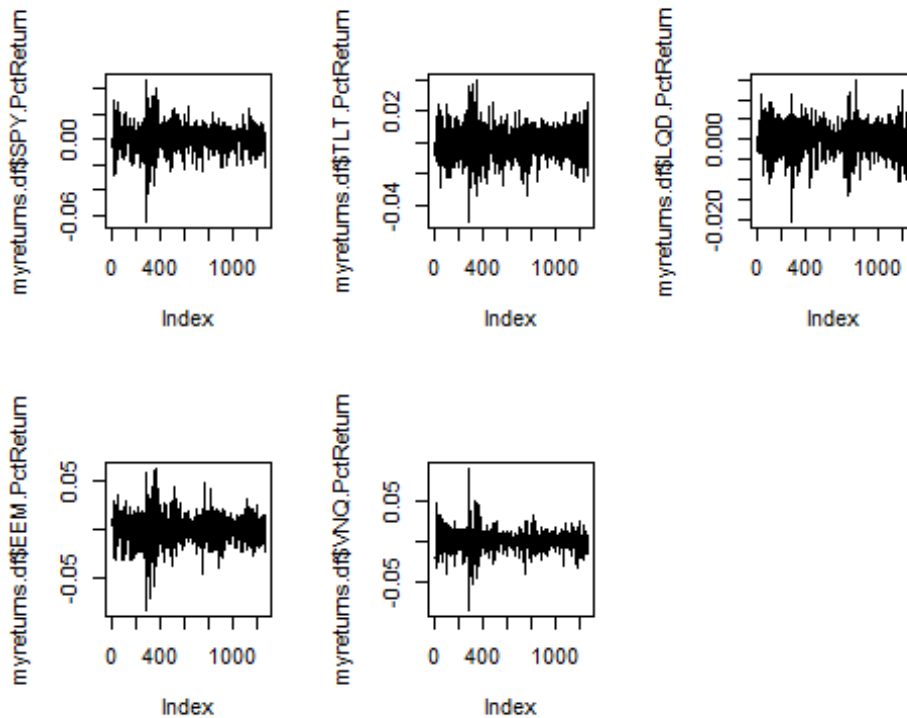 myreturns.df$SPY.PctReturn
0.00
-0.06
0 400 1000
Index
myreturns.df$TLT.PctReturn
0.02
-0.04
0 400 1000
Index
myreturns.df$LQD.PctReturn
0.000
-0.020
0 400 1000
Index
myreturns.df$EEM.PctReturn
0.05
-0.05
0 400 1000
Index
myreturns.df$VNQ.PctReturn
0.05
-0.05
0 400 1000
Index